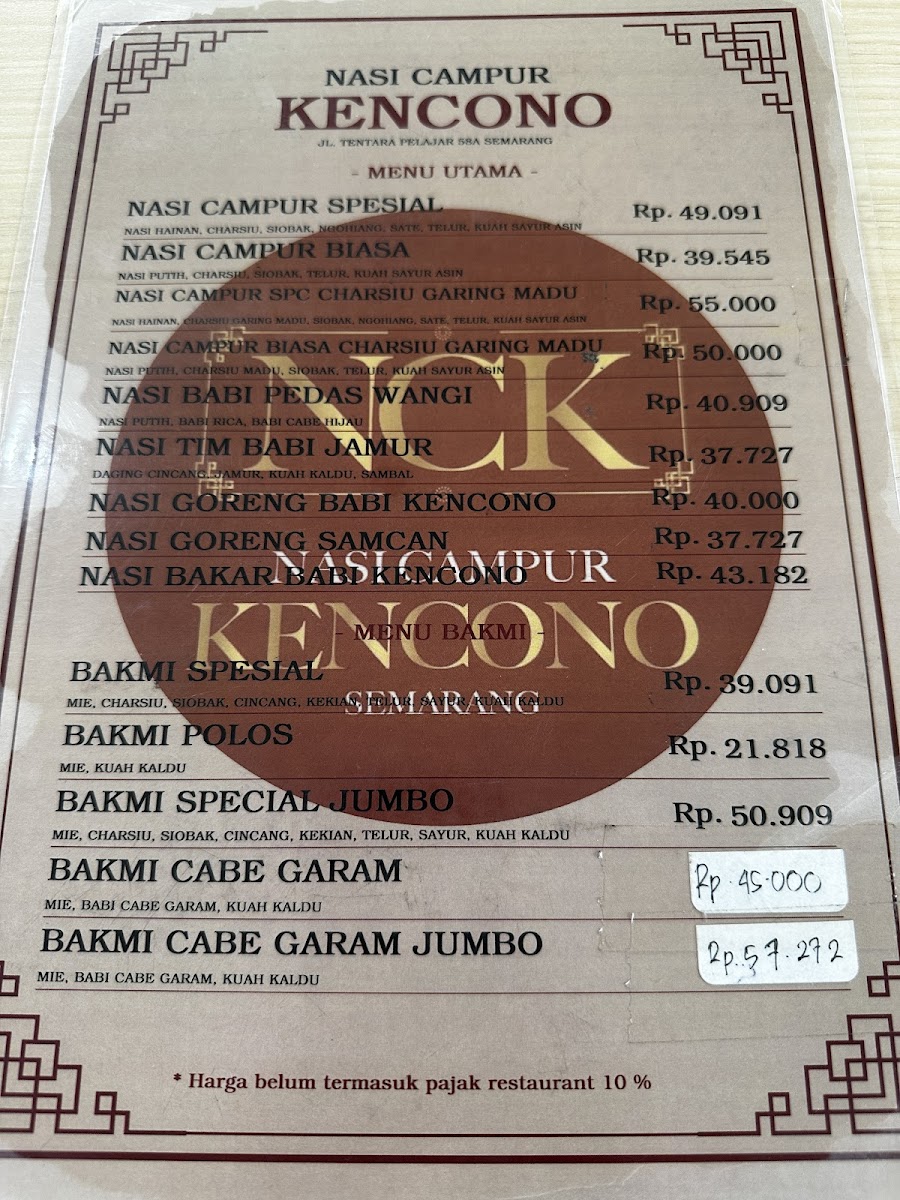 NASI CAMPUR
KENCONO
JL. TENTARA PELAJAR 58A SEMARANG
- MENU UTAMA -
NASI CAMPUR SPESIAL Rp. 49.091
NASI HAINAN, CHARSIU, SIOBAK, NGOHIANG, SATE, TELUR, KUAH SAYUR ASIN
NASI CAMPUR BIASA Rp. 39.545
NASI PUTIH, CHARSIU, SIOBAK, TELUR, KUAH SAYUR ASIN
NASI CAMPUR SPC CHARSIU GARING MADU Rp. 55.000
NASI HAINAN, CHARSIU GARING MADU, SIOBAK, NGOHIANG, SATE, TELUR, KUAH SAYUR ASIN
NASI CAMPUR BIASA CHARSIU GARING MADU Rp. 50.000
NASI PUTIH, CHARSIU MADU, SIOBAK, TELUR, KUAH SAYUR ASIN
NASI BABI PEDAS WANGI Rp. 40.909
NASI PUTIH, BABI RICA, BABI CABE HIJAU
NCK
NASI TIM BABI JAMUR Rp. 37.727
DAGING CINCANG, JAMUR, KUAH KALDU, SAMBAL
NASI GORENG BABI KENCONO Rp. 40.000
NASI GORENG SAMCAN Rp. 37.727
NASI CAMPUR
NASI BAKAR BABI KENCONO Rp. 43.182
KENCONO
- MENU BAKMI -
BAKMI SPESIAL Rp. 39.091
MIE, CHARSIU, SIOBAK, CINCANG, KEKIAN, TELUR, SAYUR, KUAH KALDU
SEMARANG
BAKMI POLOS Rp. 21.818
MIE, KUAH KALDU
BAKMI SPECIAL JUMBO Rp. 50.909
MIE, CHARSIU, SIOBAK, CINCANG, KEKIAN, TELUR, SAYUR, KUAH KALDU
BAKMI CABE GARAM Rp. 45.000
MIE, BABI CABE GARAM, KUAH KALDU
BAKMI CABE GARAM JUMBO Rp. 57.272
MIE, BABI CABE GARAM, KUAH KALDU
* Harga belum termasuk pajak restaurant 10 %